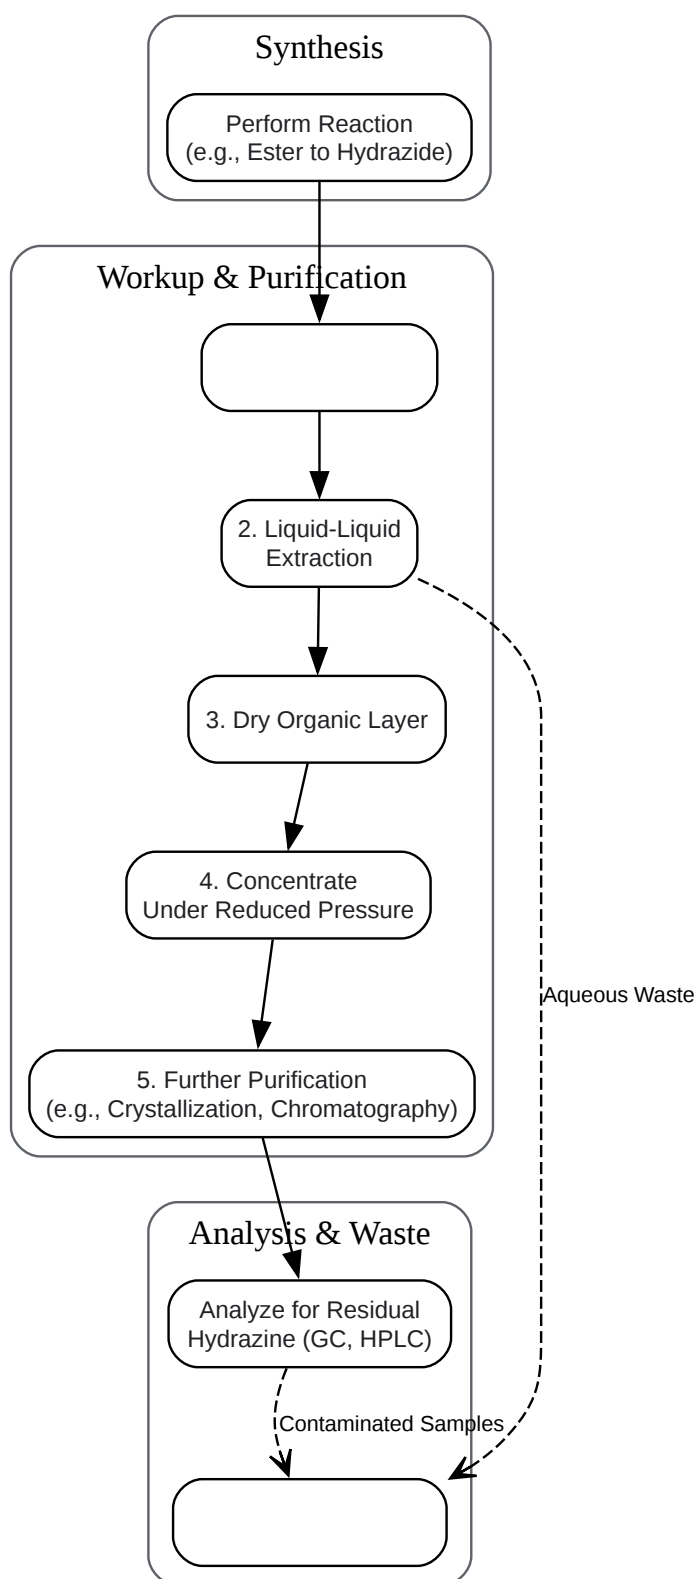 Synthesis
Perform Reaction
(e.g., Ester to Hydrazide)
Workup & Purification
2. Liquid-Liquid
Extraction
3. Dry Organic Layer
4. Concentrate
Under Reduced Pressure
Aqueous Waste
5. Further Purification
(e.g., Crystallization, Chromatography)
Analysis & Waste
Analyze for Residual
Hydrazine (GC, HPLC)
Contaminated Samples